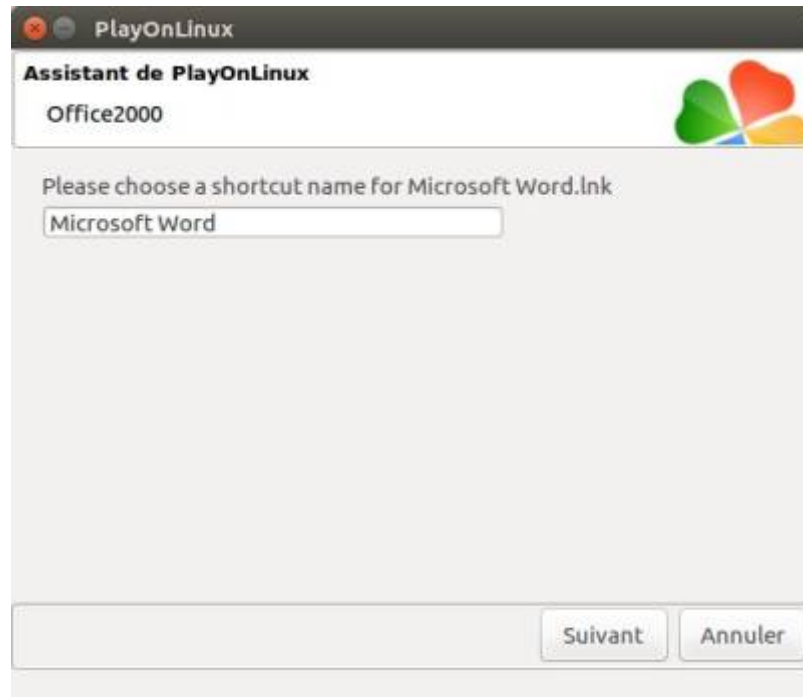 PlayOnLinux
Assistant de PlayOnLinux
Office2000
Please choose a shortcut name for Microsoft Word.lnk
Microsoft Word
Suivant
Annuler